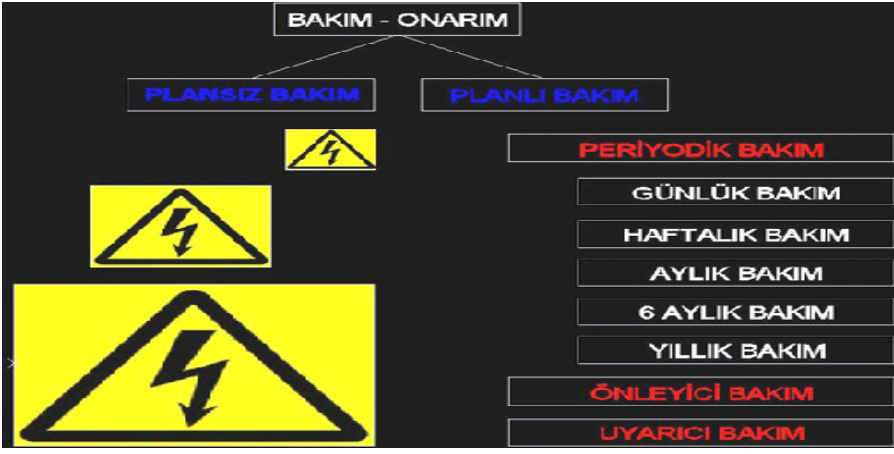 BAKIM - ONARIM
PLANSIZ BAKIM
PLANLI BAKIM
PERİYODİK BAKIM
GÜNLÜK BAKIM
HAFTALIK BAKIM
AYLIK BAKIM
6 AYLIK BAKIM
YILLIK BAKIM
ÖNLEYİCİ BAKIM
UYARICI BAKIM